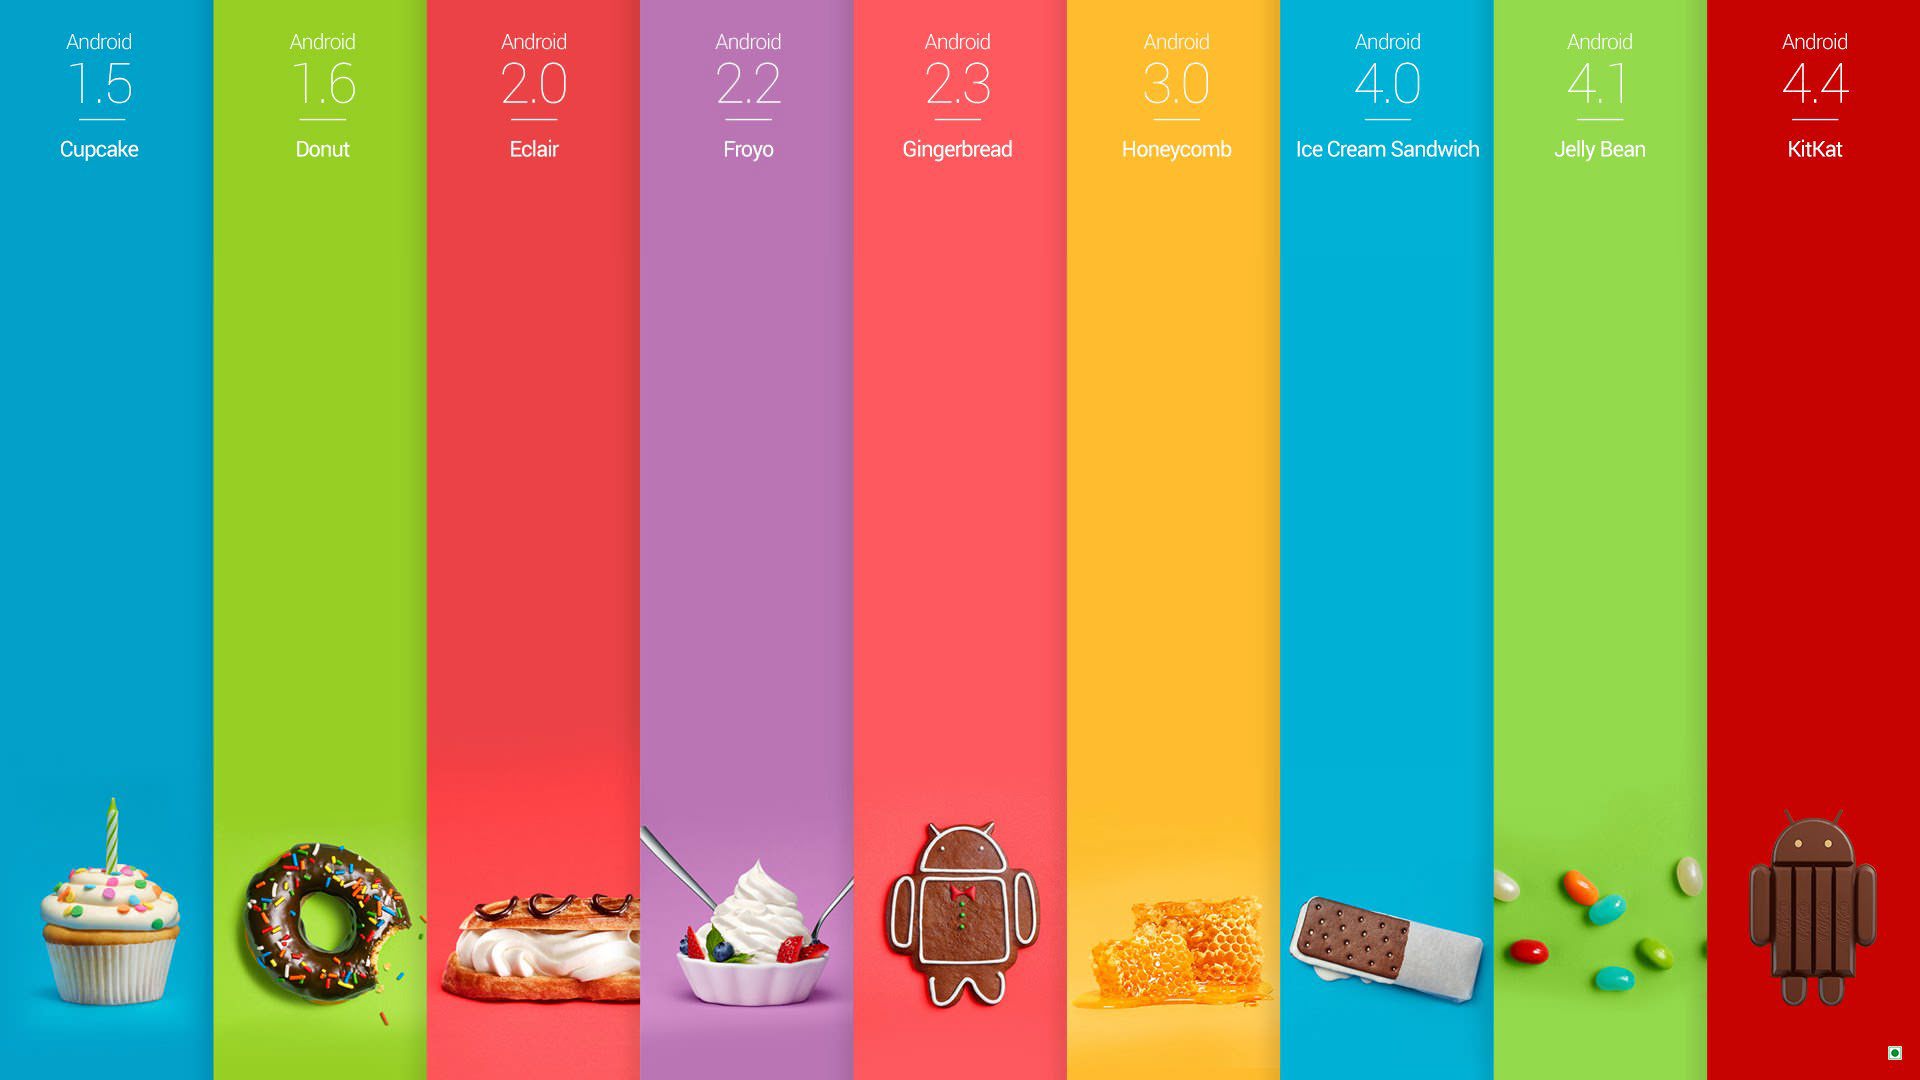 Android
1.5
Cupcake
Android
1.6
Donut
Android
2.0
Eclair
Android
2.2
Froyo
Android
2.3
Gingerbread
Android
3.0
Honeycomb
Android
4.0
Ice Cream Sandwich
Android
4.1
Jelly Bean
Android
4.4
KitKat